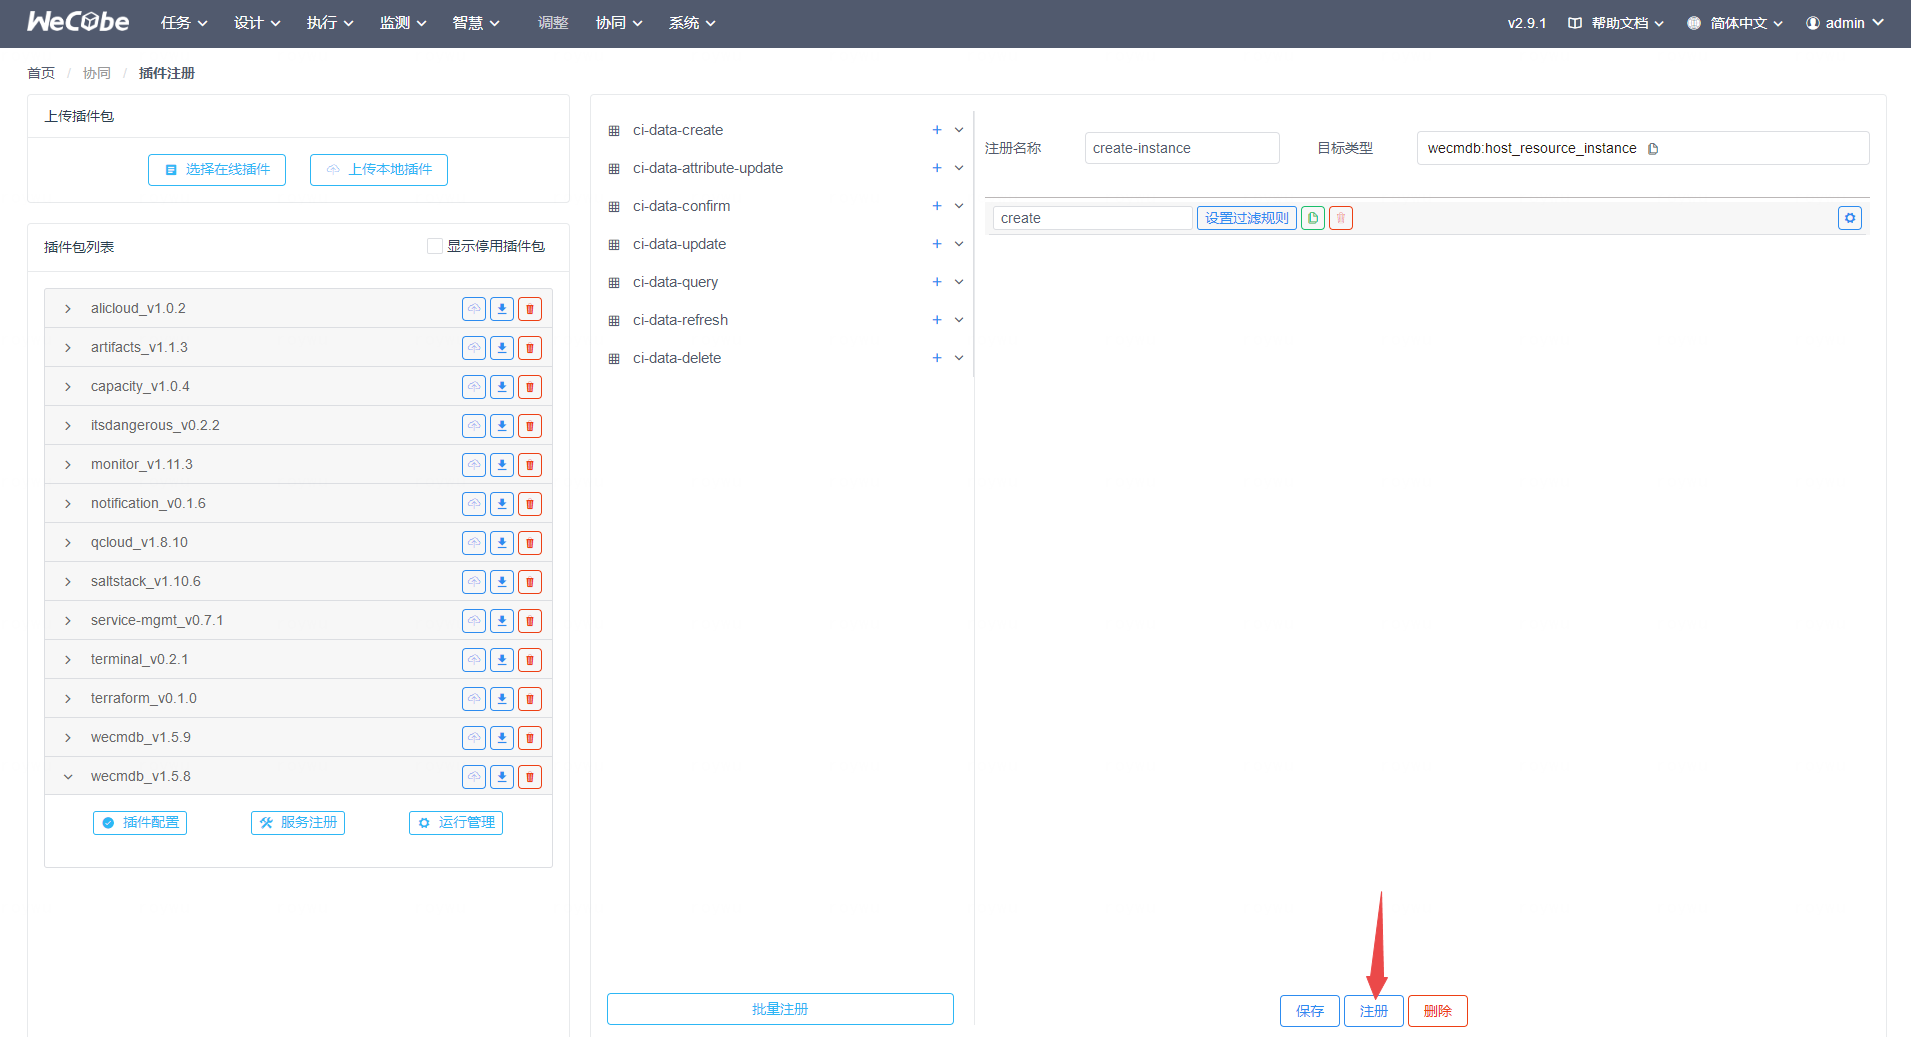 WeCube 任务 设计 执行 监测 智慧 调整 协同 系统 v2.9.1 帮助文档 简体中文 admin
首页 / 协同 / 插件注册
上传插件包
选择在线插件 上传本地插件
插件包列表 显示停用插件包
alicloud_v1.0.2
artifacts_v1.1.3
capacity_v1.0.4
itsdangerous_v0.2.2
monitor_v1.11.3
notification_v0.1.6
qcloud_v1.8.10
saltstack_v1.10.6
service-mgmt_v0.7.1
terminal_v0.2.1
terraform_v0.1.0
wecmdb_v1.5.9
wecmdb_v1.5.8
插件配置 服务注册 运行管理
ci-data-create
ci-data-attribute-update
ci-data-confirm
ci-data-update
ci-data-query
ci-data-refresh
ci-data-delete
批量注册
注册名称 create-instance 目标类型 wecmdb:host_resource_instance
create 设置过滤规则
保存 注册 删除